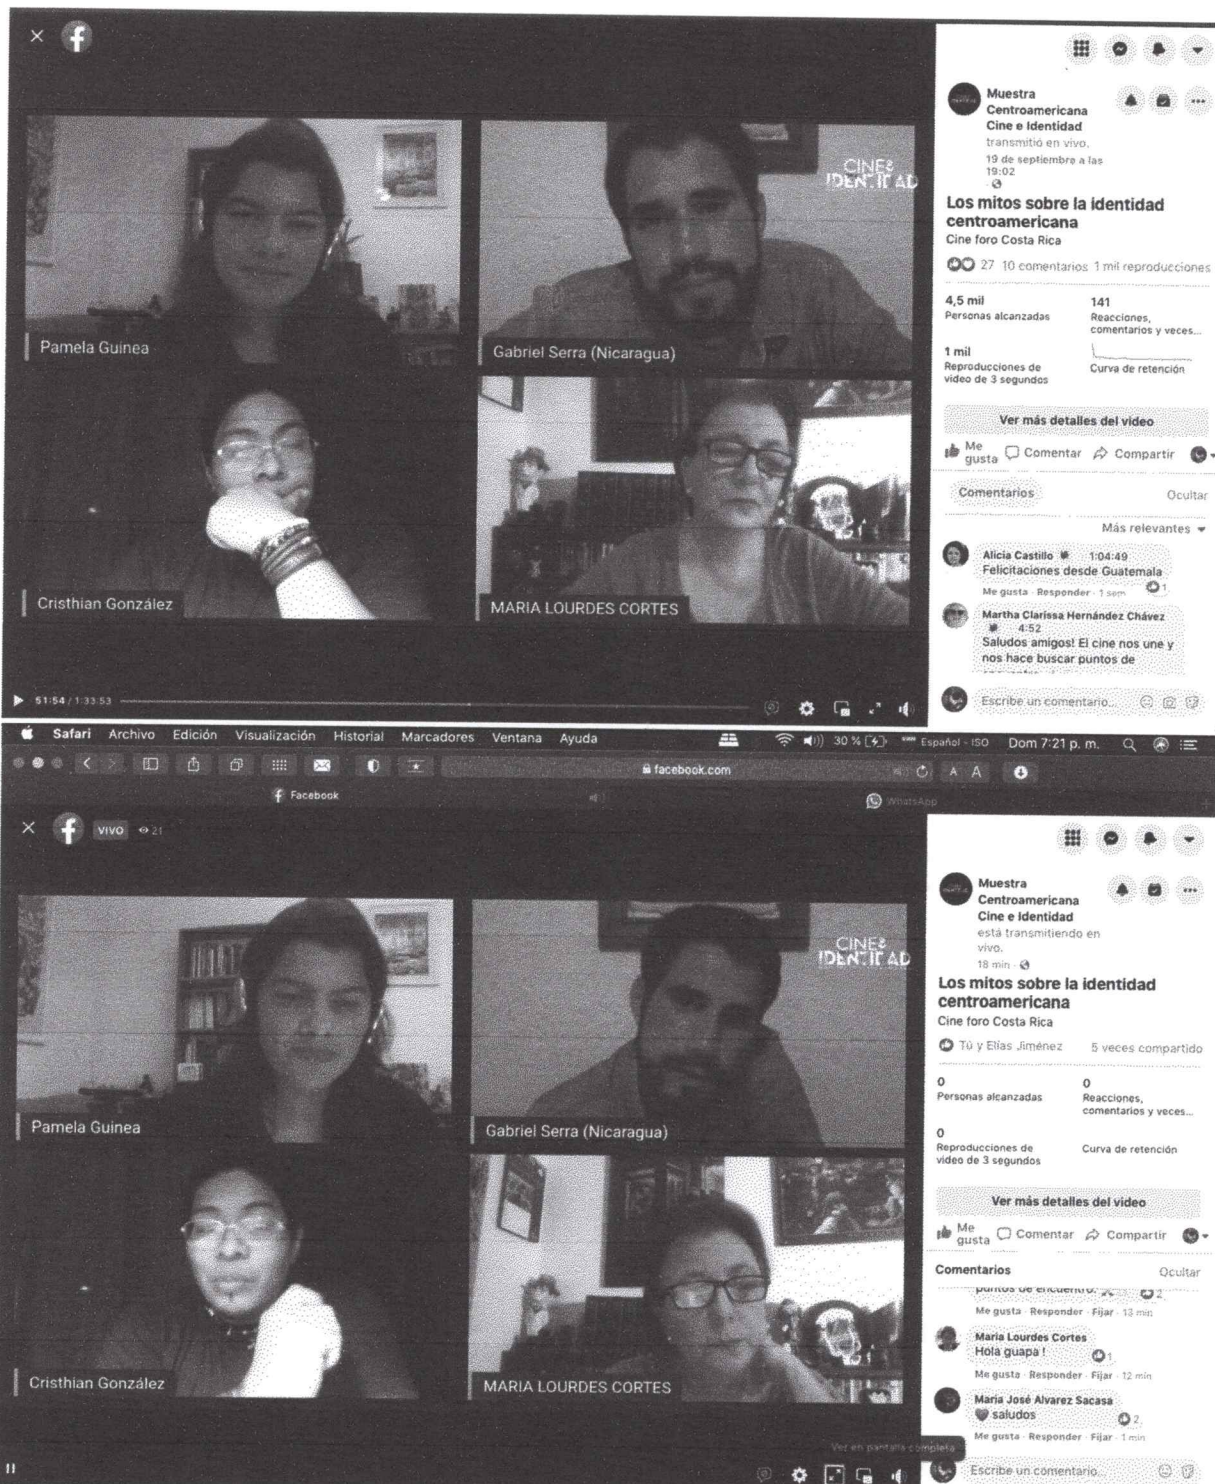 Muestra
Centroamericana
Cine e Identidad
transmitió en vivo.
19 de septiembre a las
19:02
Los mitos sobre la identidad
centroamericana
Cine foro Costa Rica
27 10 comentarios 1 mil reproducciones
4,5 mil
Personas alcanzadas
141
Reacciones,
comentarios y veces...
1 mil
Reproducciones de
video de 3 segundos
Curva de retención
Ver más detalles del video
Me gusta Comentar Compartir
Comentarios Ocultar
Más relevantes
Alicia Castillo 1:04:49
Felicitaciones desde Guatemala
Me gusta · Responder · 1 sem 1
Martha Clarissa Hernández Chávez
4:52
Saludos amigos! El cine nos une y
nos hace buscar puntos de
Escribe un comentario...
CINE&
IDENTIDAD
Pamela Guinea
Gabriel Serra (Nicaragua)
Cristhian González
MARIA LOURDES CORTES
51:54 / 1:33:53
Safari Archivo Edición Visualización Historial Marcadores Ventana Ayuda 30 % Español - ISO Dom 7:21 p. m.
facebook.com A A
Facebook WhatsApp
VIVO 21
Muestra
Centroamericana
Cine e Identidad
está transmitiendo en
vivo.
18 min
Los mitos sobre la identidad
centroamericana
Cine foro Costa Rica
Tú y Elías Jiménez 5 veces compartido
0
Personas alcanzadas
0
Reacciones,
comentarios y veces...
0
Reproducciones de
video de 3 segundos
Curva de retención
Ver más detalles del video
Me gusta Comentar Compartir
Comentarios Ocultar
puntos de encuentro. 2
Me gusta · Responder · Fijar · 13 min
Maria Lourdes Cortes
Hola guapa ! 1
Me gusta · Responder · Fijar · 12 min
Maria José Alvarez Sacasa
saludos 2
Me gusta · Responder · Fijar · 1 min
Escribe un comentario...
CINE&
IDENTIDAD
Pamela Guinea
Gabriel Serra (Nicaragua)
Cristhian González
MARIA LOURDES CORTES
Ver en pantalla completa